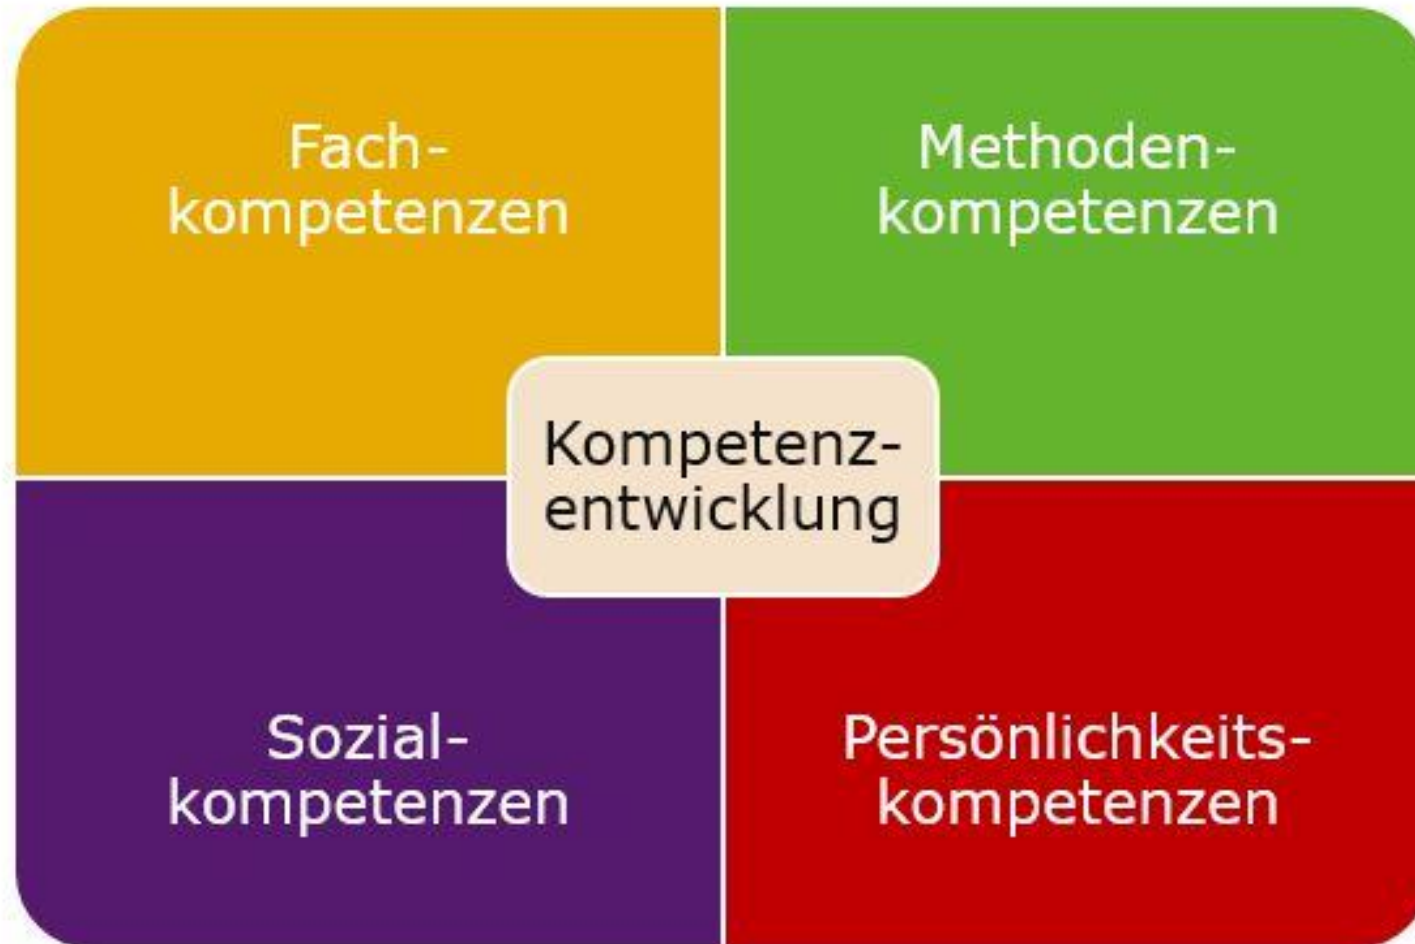 Fach-
kompetenzen
Methoden-
kompetenzen
Kompetenz-
entwicklung
Sozial-
kompetenzen
Persönlichkeits-
kompetenzen